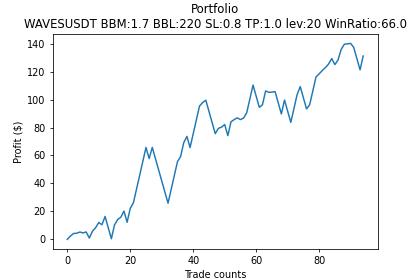 Portfolio
WAVESUSDT BBM:1.7 BBL:220 SL:0.8 TP:1.0 lev:20 WinRatio:66.0
140
120
100
80
60
40
20
0
Profit ($)
0 20 40 60 80
Trade counts